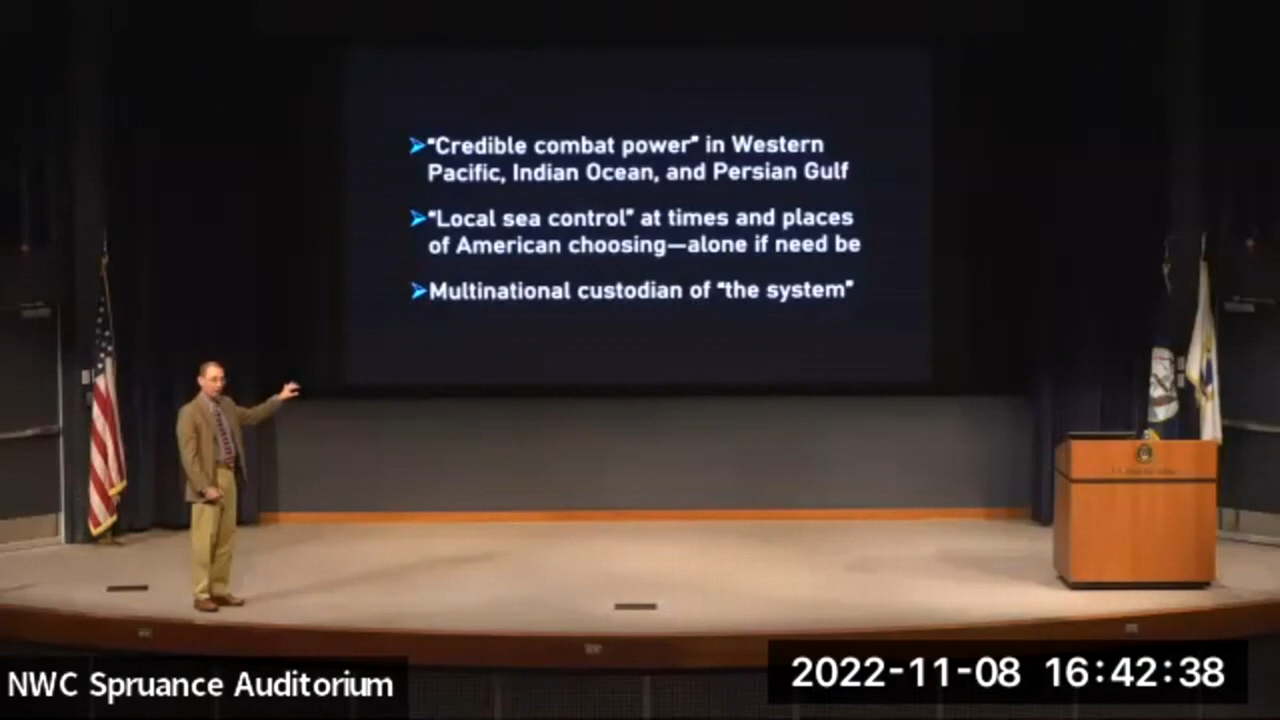 ➢"Credible combat power" in Western
Pacific, Indian Ocean, and Persian Gulf
➢"Local sea control" at times and places
of American choosing—alone if need be
➢Multinational custodian of "the system"
NWC Spruance Auditorium
2022-11-08 16:42:38